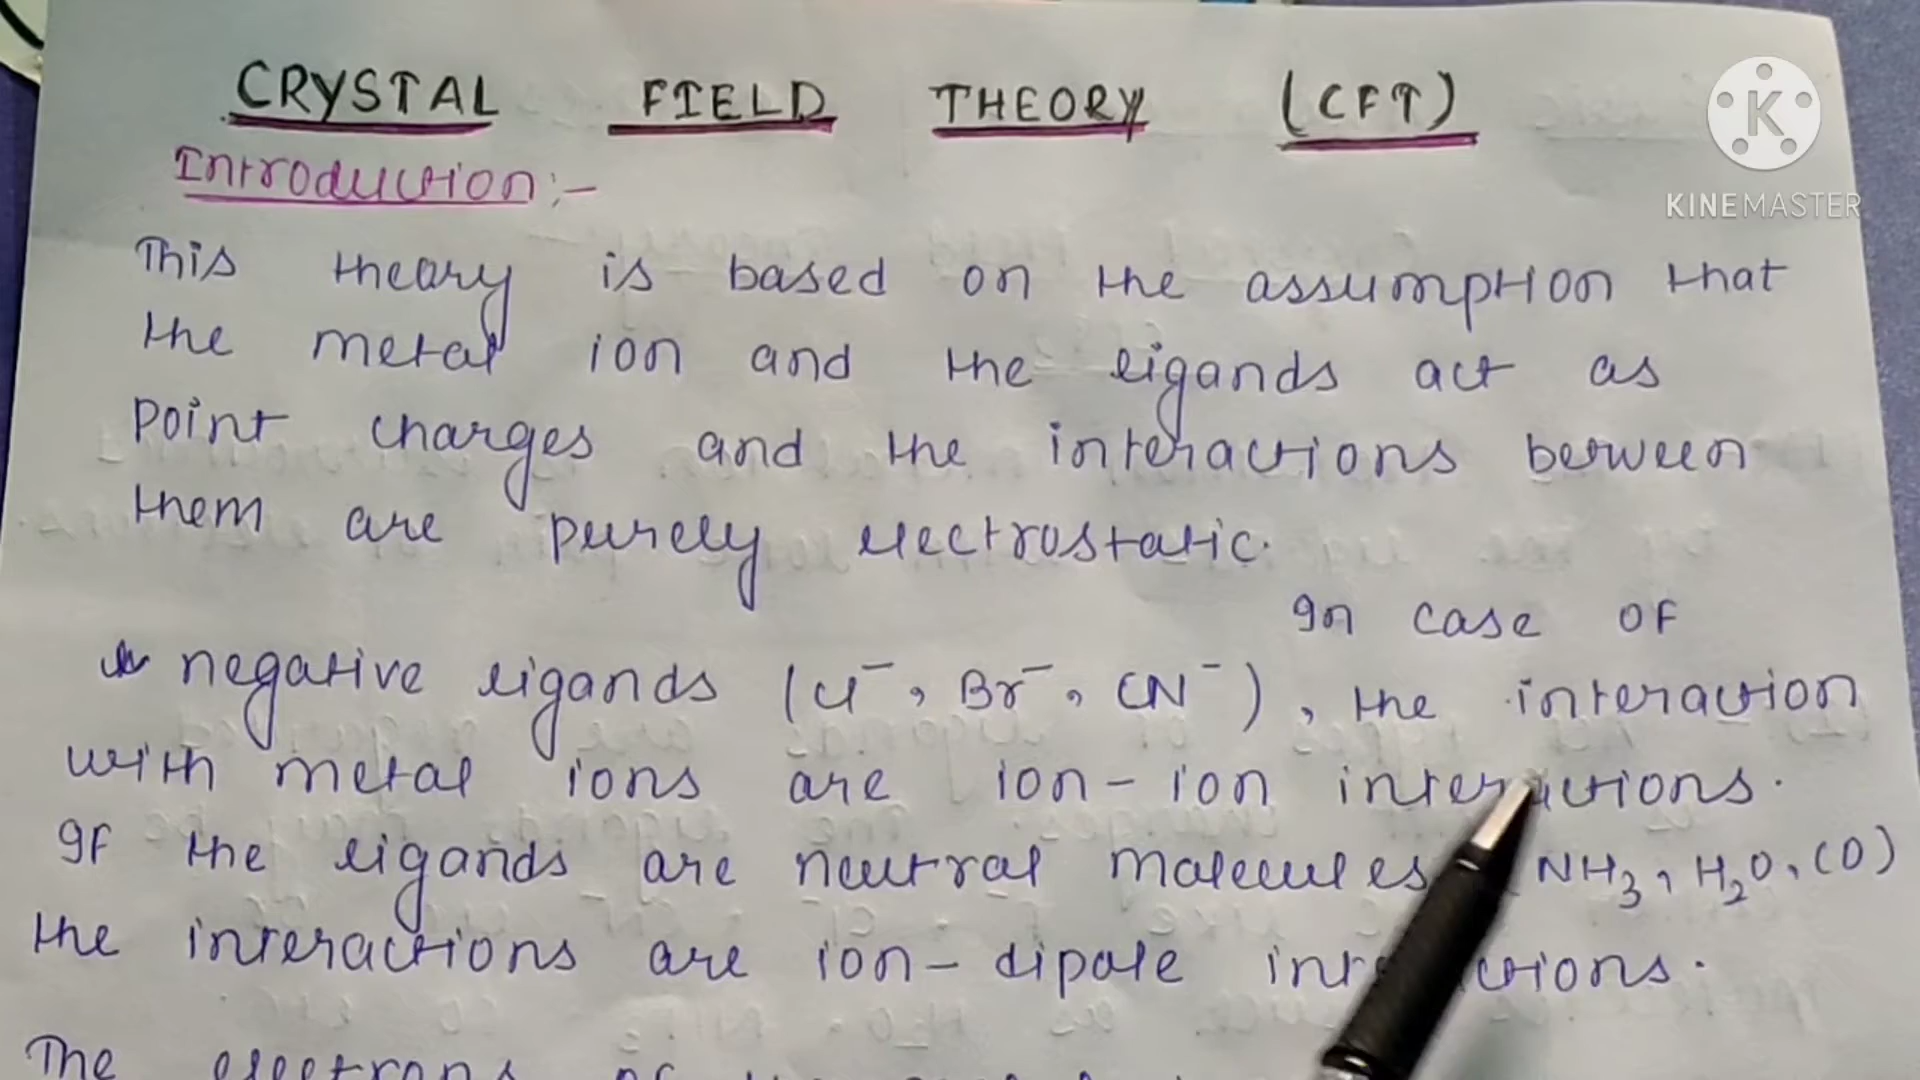 CRYSTAL FIELD THEORY (CFT)
K
KINEMASTER
Introduction:-
This theory is based on the assumption that
the metal ion and the ligands act as
Point charges and the interactions between
them are purely electrostatic.
In case of
negative ligands (Cl⁻, Br⁻, CN⁻), the interaction
with metal ions are ion-ion interactions.
If the ligands are neutral molecules (NH₃, H₂O, CO)
the interactions are ion-dipole interactions.
The electrons of the